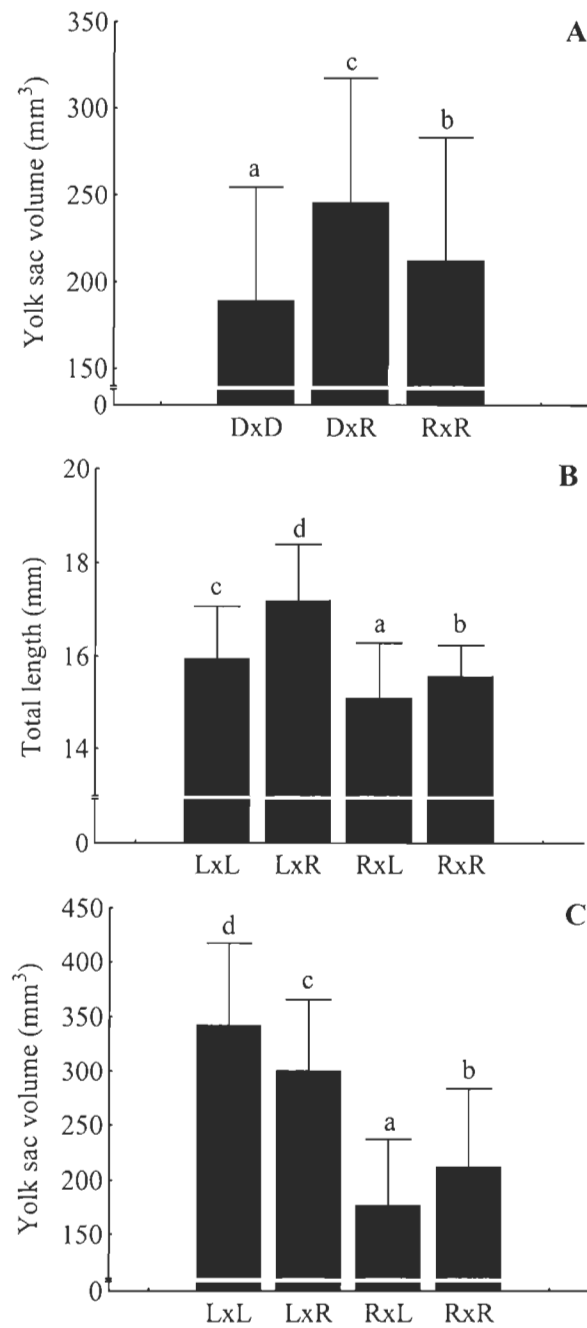 A
Yolk sac volume (mm³)
350
300
250
200
150
0
a
c
b
DxD
DxR
RxR
B
Total length (mm)
20
18
16
14
0
c
d
a
b
LxL
LxR
RxL
RxR
C
Yolk sac volume (mm³)
450
400
350
300
250
200
150
0
d
c
a
b
LxL
LxR
RxL
RxR